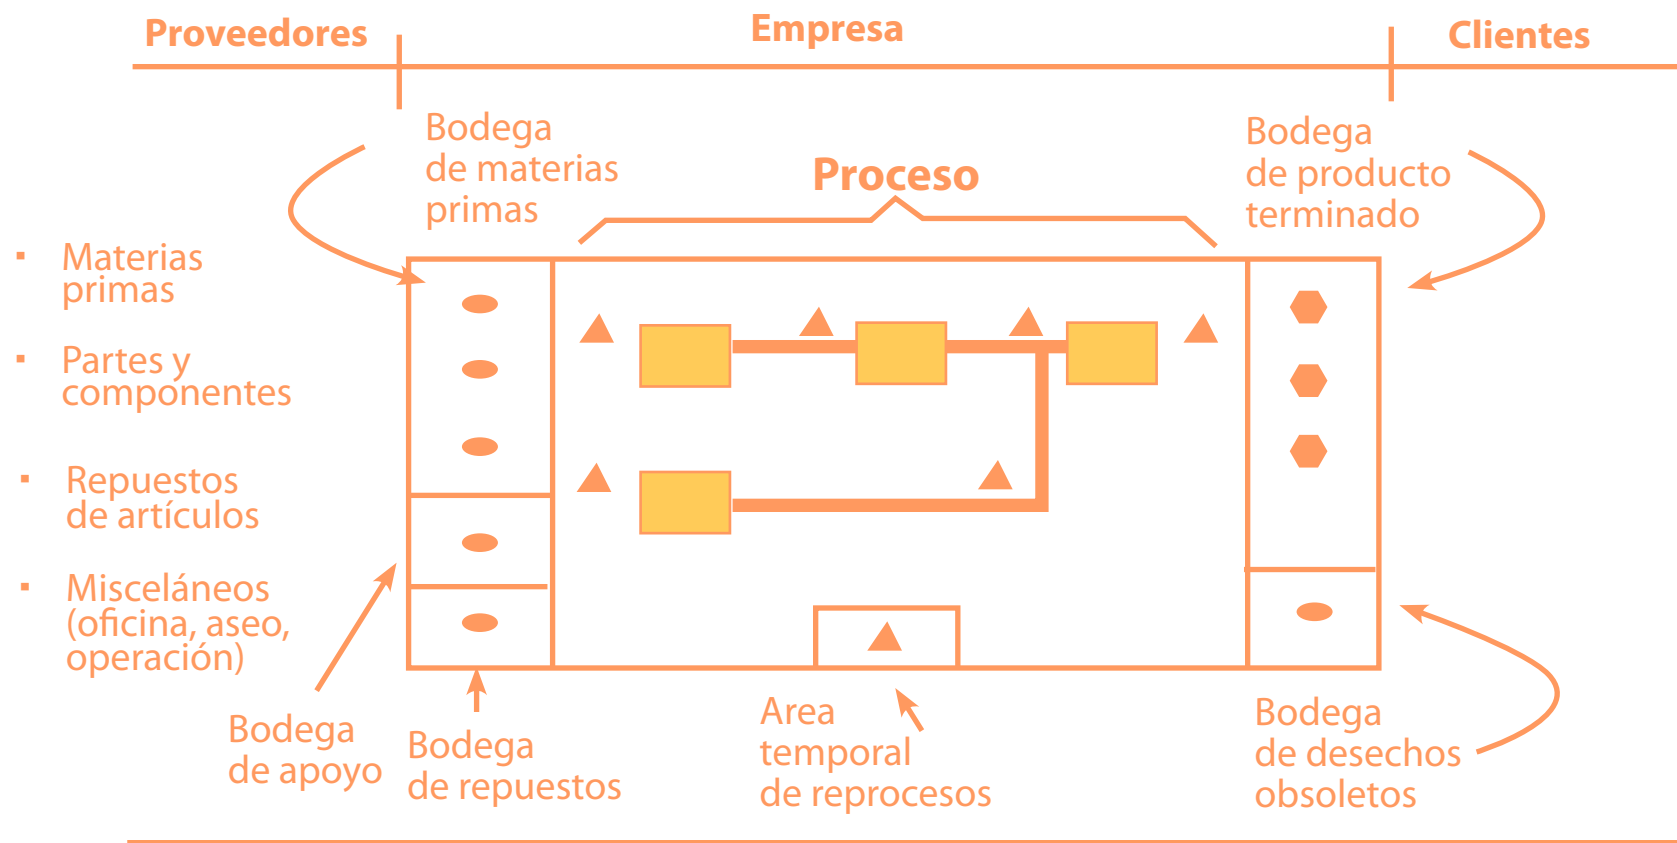 Proveedores
Empresa
Clientes
Bodega
de materias
primas
Proceso
Bodega
de producto
terminado
▪ Materias
primas
▪ Partes y
componentes
▪ Repuestos
de artículos
▪ Misceláneos
(oficina, aseo,
operación)
Bodega
de apoyo
Bodega
de repuestos
Area
temporal
de reprocesos
Bodega
de desechos
obsoletos